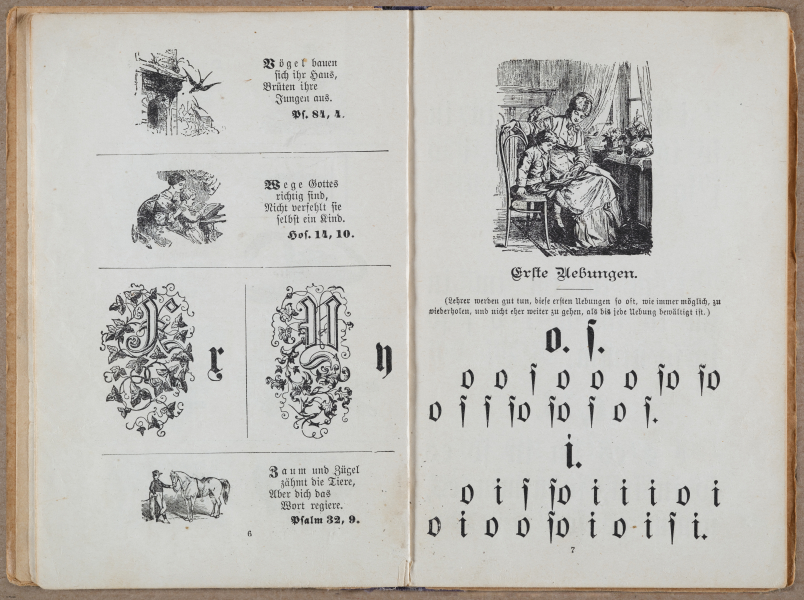 Vögel bauen
ſich ihr Haus,
Brüten ihre
Jungen aus.
Pſ. 84, 4.
Wege Gottes
richtig ſind,
Nicht verfehlt ſie
ſelbſt ein Kind.
Hoſ. 14, 10.
X x
Y y
Zaum und Zügel
zähmt die Tiere,
Aber dich das
Wort regiere.
Pſalm 32, 9.
6
Erſte Uebungen.
(Lehrer werden gut tun, dieſe erſten Uebungen ſo oft, wie immer möglich, zu
wiederholen, und nicht eher weiter zu gehen, als bis jede Uebung bewältigt iſt.)
o. ſ.
o o ſ o o o ſo ſo
o ſ ſ ſo ſo ſ o ſ.
i.
o i ſ ſo i i i o i
o i o o ſo i o i ſ i.
7